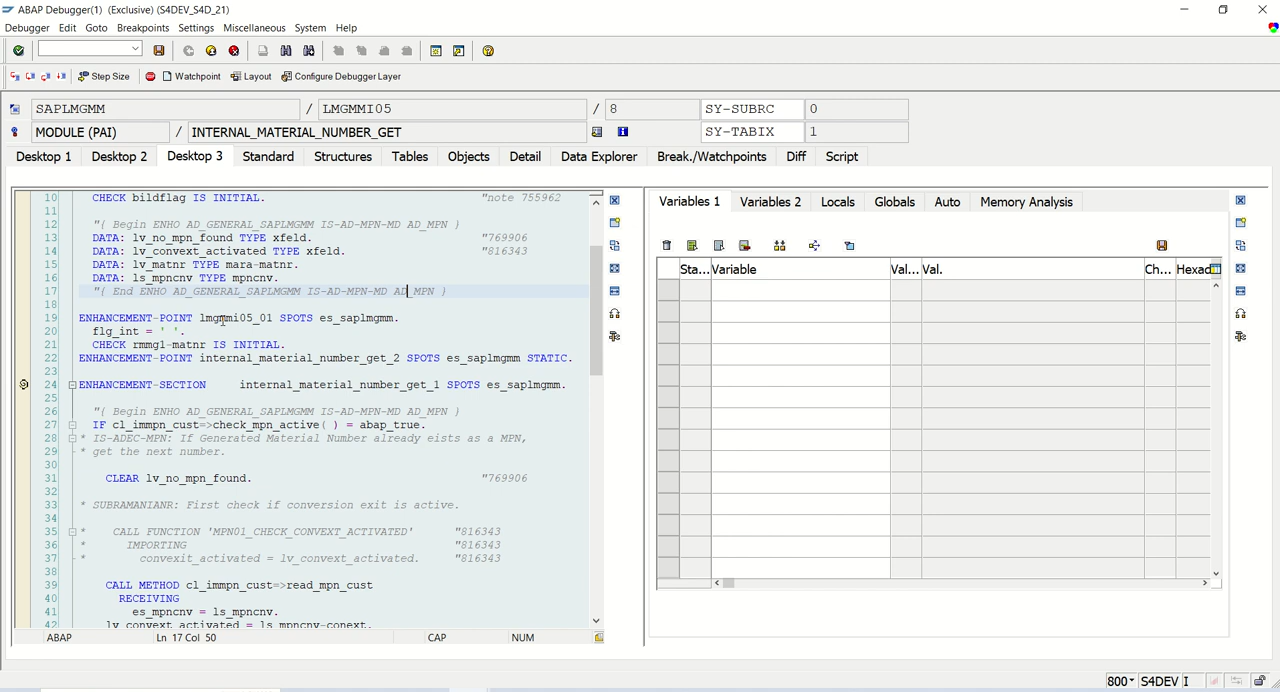 ABAP Debugger(1)  (Exclusive) (S4DEV_S4D_21)
Debugger Edit Goto Breakpoints Settings Miscellaneous System Help
Step Size Watchpoint Layout Configure Debugger Layer
SAPLMGMM / LMGMMI05 / 8 SY-SUBRC 0
MODULE (PAI) / INTERNAL_MATERIAL_NUMBER_GET SY-TABIX 1
Desktop 1 Desktop 2 Desktop 3 Standard Structures Tables Objects Detail Data Explorer Break./Watchpoints Diff Script
Variables 1 Variables 2 Locals Globals Auto Memory Analysis
Sta... Variable Val... Val. Ch... Hexad
10 CHECK bildflag IS INITIAL. "note 755962
11
12 "{ Begin ENHO AD_GENERAL_SAPLMGMM IS-AD-MPN-MD AD_MPN }
13 DATA: lv_no_mpn_found TYPE xfeld. "769906
14 DATA: lv_convext_activated TYPE xfeld. "816343
15 DATA: lv_matnr TYPE mara-matnr.
16 DATA: ls_mpncnv TYPE mpncnv.
17 "{ End ENHO AD_GENERAL_SAPLMGMM IS-AD-MPN-MD AD_MPN }
18
19 ENHANCEMENT-POINT lmgmmi05_01 SPOTS es_saplmgmm.
20 flg_int = ' '.
21 CHECK rmmg1-matnr IS INITIAL.
22 ENHANCEMENT-POINT internal_material_number_get_2 SPOTS es_saplmgmm STATIC.
23
24 ENHANCEMENT-SECTION     internal_material_number_get_1 SPOTS es_saplmgmm.
25
26 "{ Begin ENHO AD_GENERAL_SAPLMGMM IS-AD-MPN-MD AD_MPN }
27 IF cl_immpn_cust=>check_mpn_active( ) = abap_true.
28 * IS-ADEC-MPN: If Generated Material Number already eists as a MPN,
29 * get the next number.
30
31 CLEAR lv_no_mpn_found. "769906
32
33 * SUBRAMANIANR: First check if conversion exit is active.
34
35 * CALL FUNCTION 'MPN01_CHECK_CONVEXT_ACTIVATED' "816343
36 * IMPORTING "816343
37 * convexit_activated = lv_convext_activated. "816343
38
39 CALL METHOD cl_immpn_cust=>read_mpn_cust
40 RECEIVING
41 es_mpncnv = ls_mpncnv.
42 lv_convext_activated = ls_mpncnv-conext.
ABAP Ln 17 Col 50 CAP NUM
800 S4DEV I